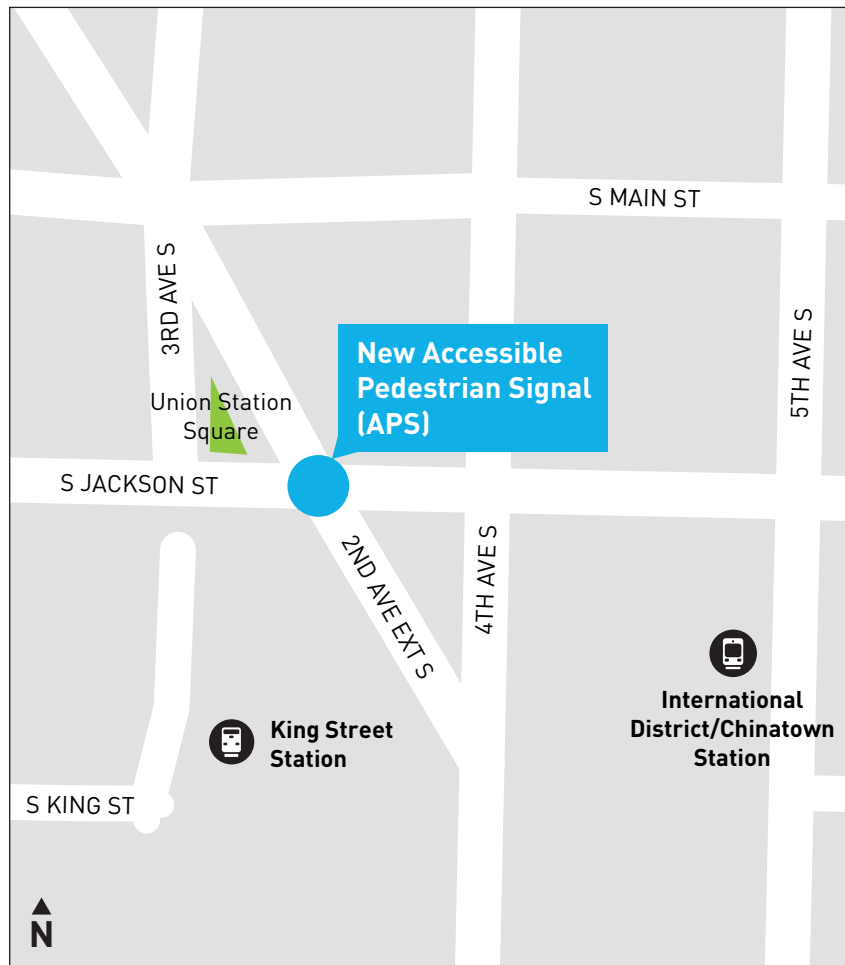 S MAIN ST
3RD AVE S
5TH AVE S
New Accessible
Pedestrian Signal
(APS)
Union Station
Square
S JACKSON ST
2ND AVE EXT S
4TH AVE S
International
District/Chinatown
Station
King Street
Station
S KING ST
N